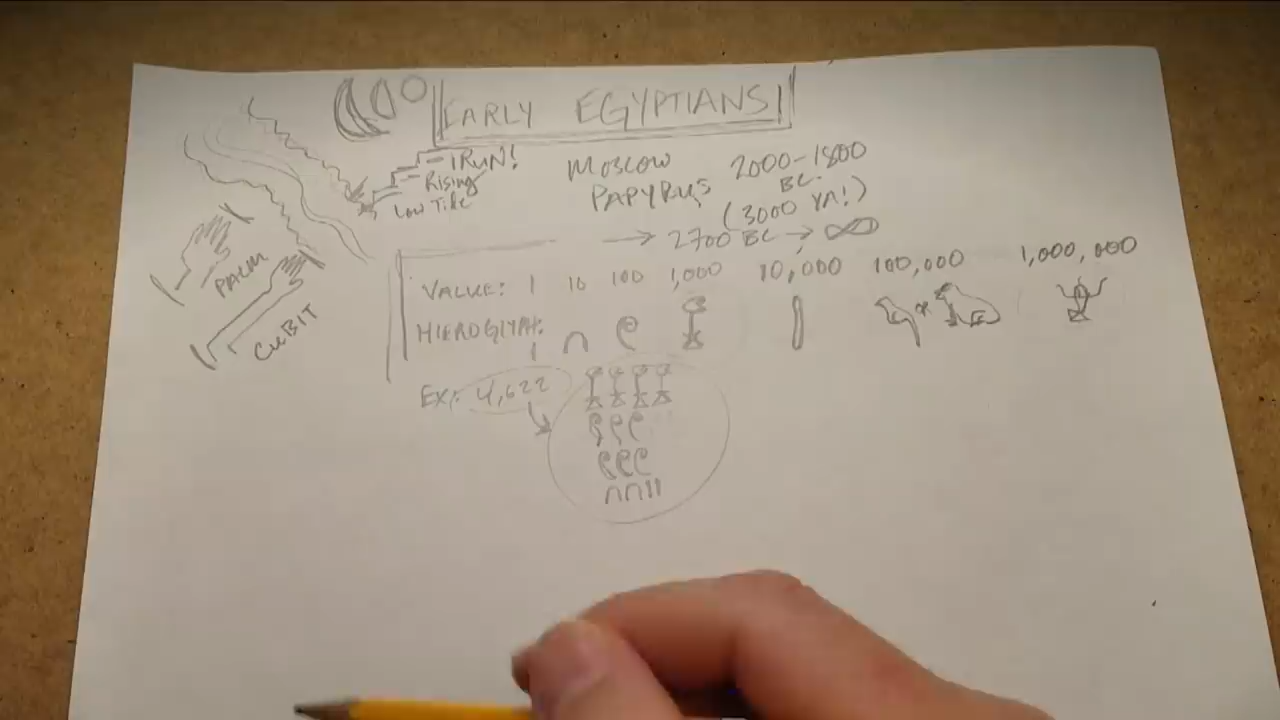 EARLY EGYPTIANS
1 RUN!
Rising
Low Tide
MOSCOW
PAPYRUS
2000-1800
BC.
(3000 YA!)
→ 2700 BC → ∞
PALM
CUBIT
VALUE: 1 10 100 1,000 10,000 100,000 1,000,000
HIEROGLYPH:
EX: 4,622